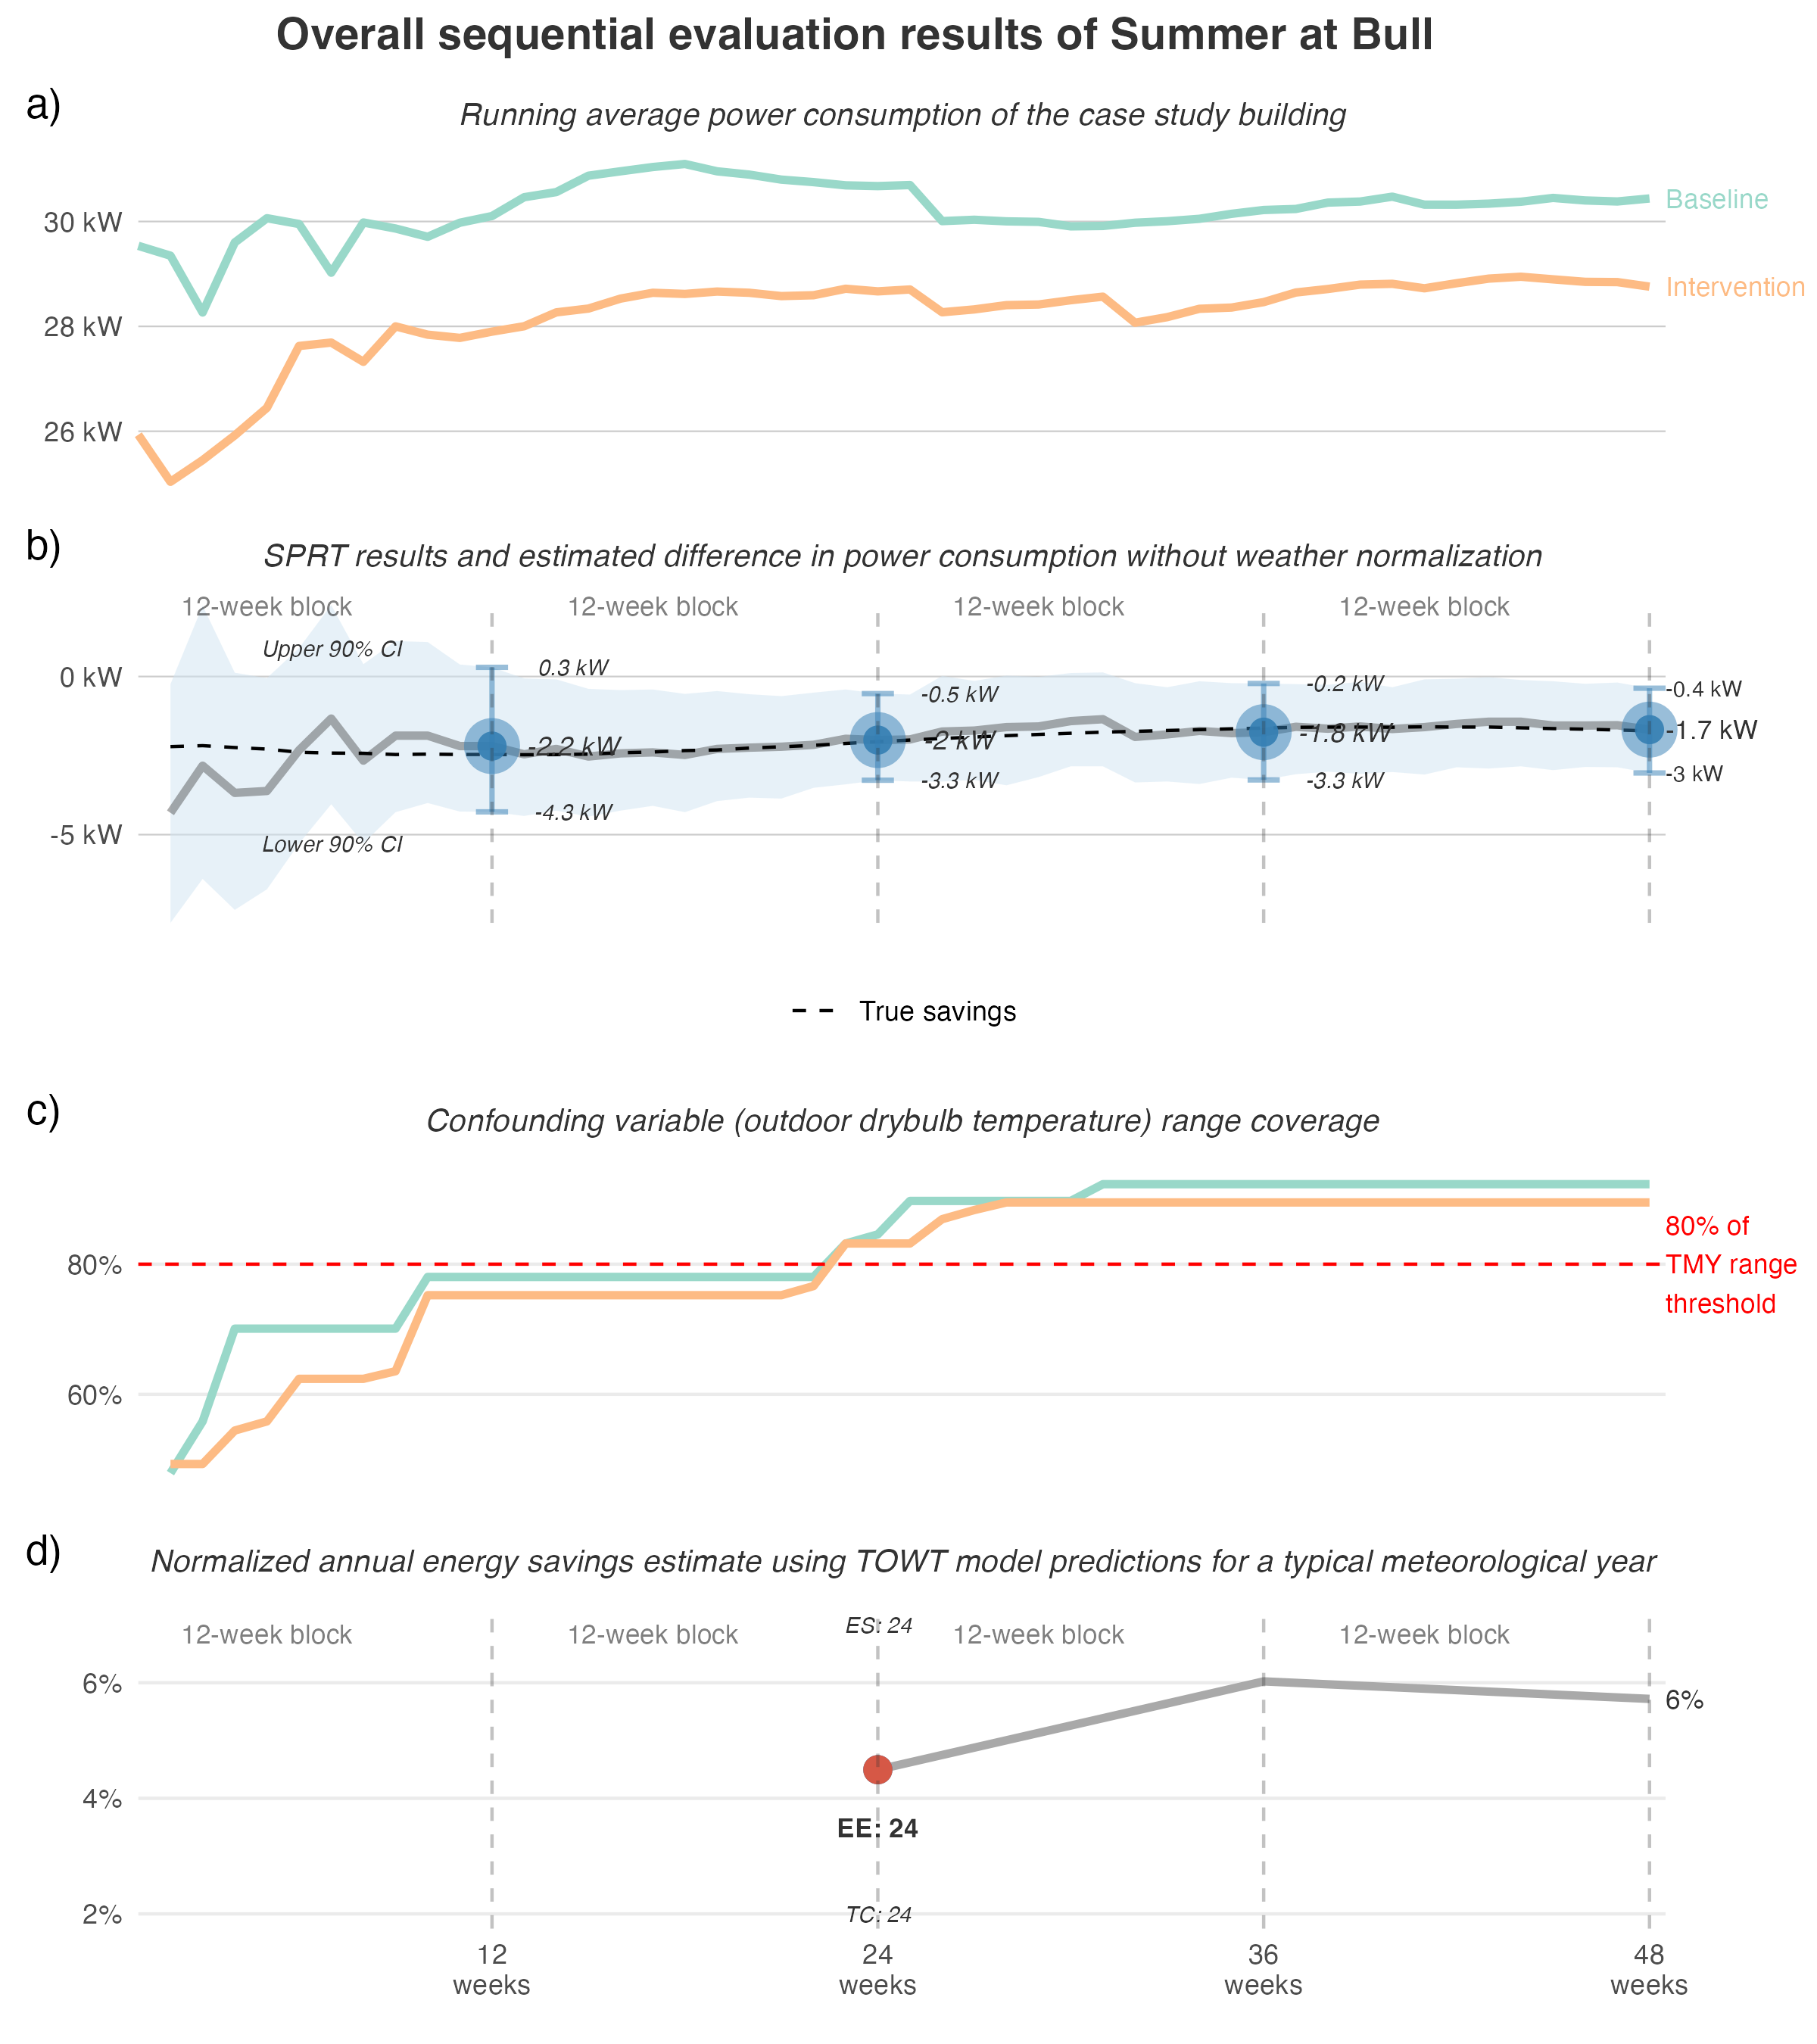 Overall sequential evaluation results of Summer at Bull
a)
Running average power consumption of the case study building
30 kW
28 kW
26 kW
Baseline
Intervention
b)
SPRT results and estimated difference in power consumption without weather normalization
12-week block 12-week block 12-week block 12-week block
Upper 90% CI
0 kW
0.3 kW
-0.5 kW
-0.2 kW
-0.4 kW
-2.2 kW
-2 kW
-1.8 kW
-1.7 kW
-4.3 kW
-3.3 kW
-3.3 kW
-3 kW
-5 kW
Lower 90% CI
True savings
c)
Confounding variable (outdoor drybulb temperature) range coverage
80%
60%
80% of
TMY range
threshold
d)
Normalized annual energy savings estimate using TOWT model predictions for a typical meteorological year
12-week block 12-week block 12-week block 12-week block
ES: 24
6%
4%
2%
6%
EE: 24
TC: 24
12
weeks
24
weeks
36
weeks
48
weeks